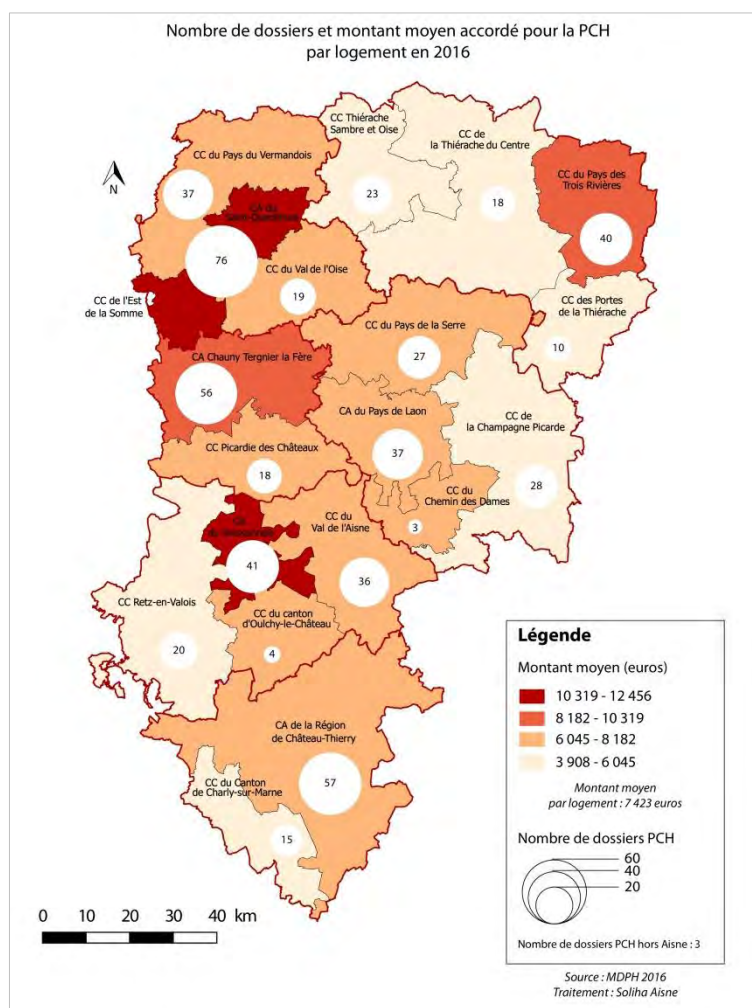 Nombre de dossiers et montant moyen accordé pour la PCH
par logement en 2016
N
CC Thiérache
Sambre et Oise
23
CC de
la Thiérache du Centre
18
CC du Pays du Vermandois
37
CC du Pays des
Trois Rivières
40
CA du
Saint-Quentinois
76
CC du Val de l'Oise
19
CC de l'Est
de la Somme
CC des Portes
de la Thiérache
10
CC du Pays de la Serre
27
CA Chauny Tergnier la Fère
56
CA du Pays de Laon
37
CC de
la Champagne Picarde
28
CC Picardie des Châteaux
18
CC du
Chemin des Dames
3
CA
du Soissonnais
41
CC du
Val de l'Aisne
36
CC Retz-en-Valois
20
CC du canton
d'Oulchy-le-Château
4
CA de la Région
de Château-Thierry
57
CC du Canton
de Charly-sur-Marne
15
0 10 20 30 40 km
Légende
Montant moyen (euros)
10 319 - 12 456
8 182 - 10 319
6 045 - 8 182
3 908 - 6 045
Montant moyen
par logement : 7 423 euros
Nombre de dossiers PCH
60
40
20
Nombre de dossiers PCH hors Aisne : 3
Source : MDPH 2016
Traitement : Soliha Aisne